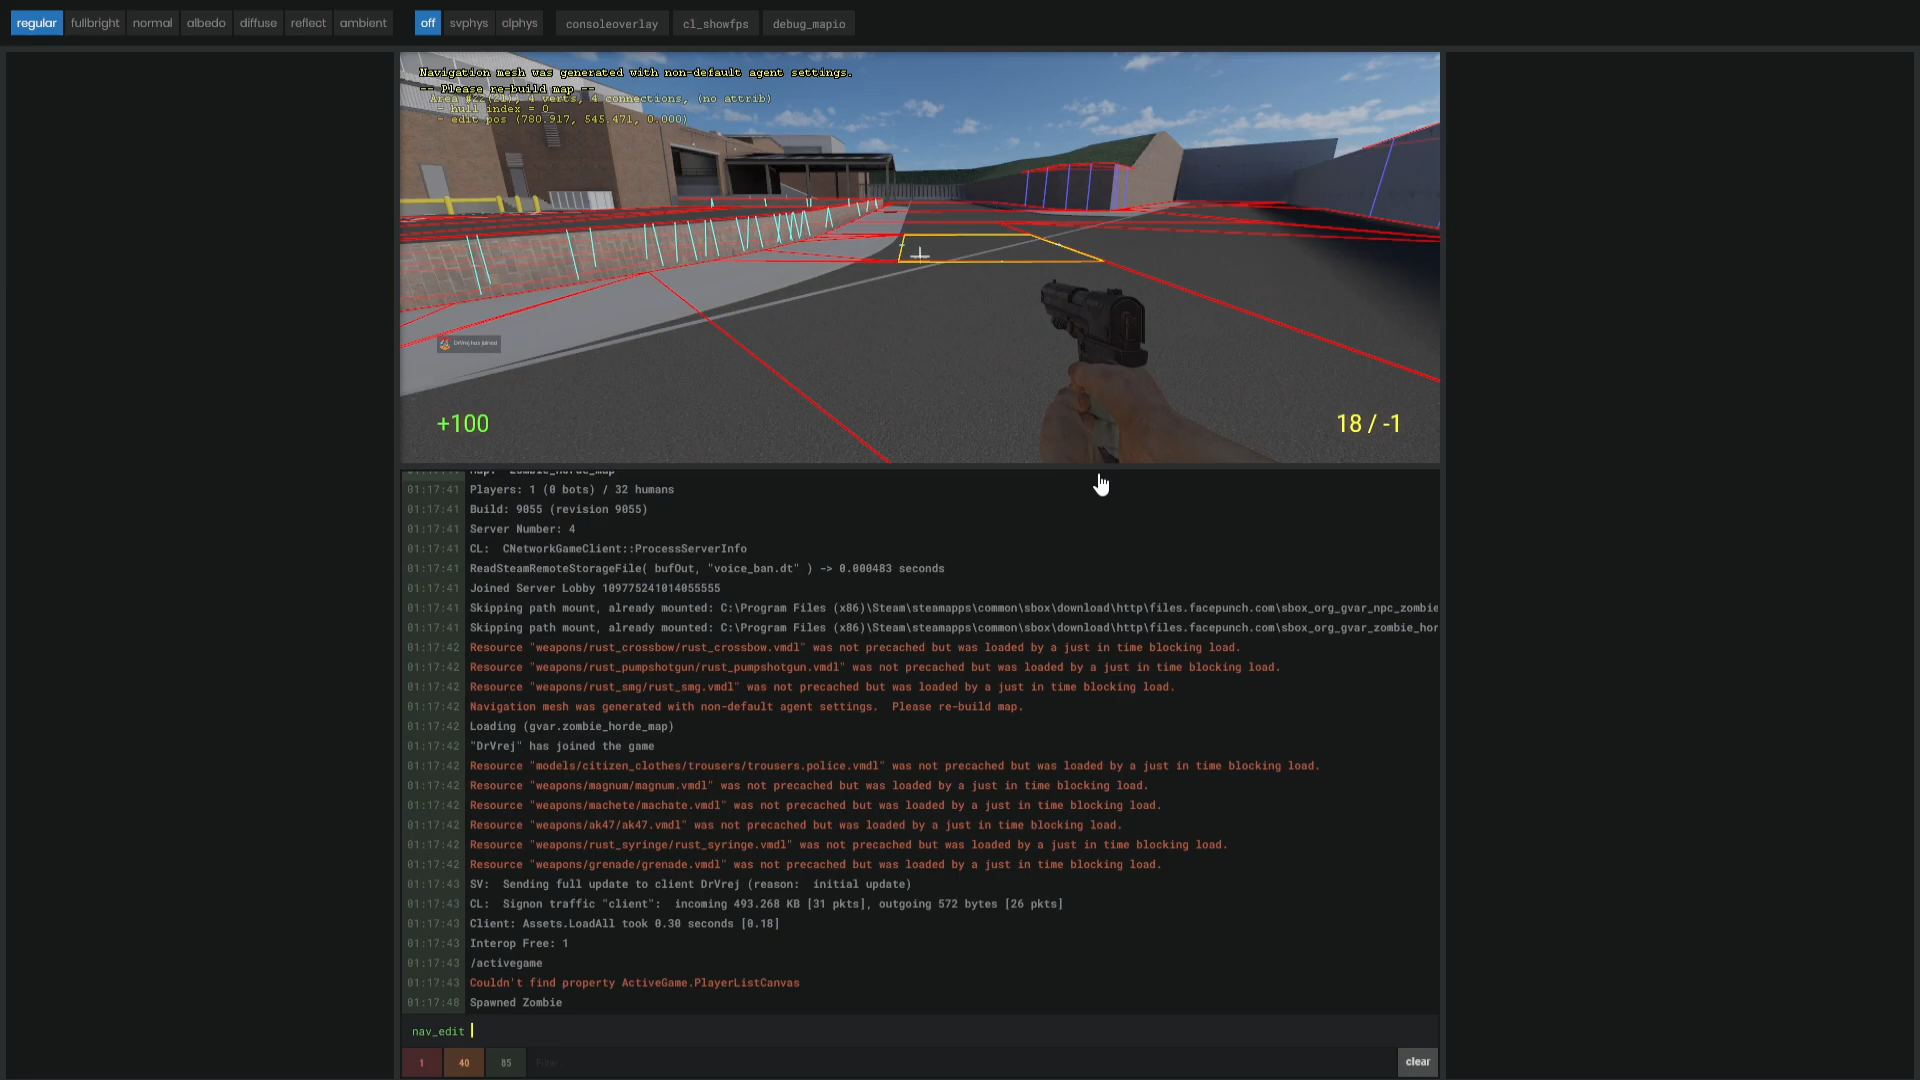 regular fullbright normal albedo diffuse reflect ambient off svphys clphys consoleoverlay cl_showfps debug_mapio
Navigation mesh was generated with non-default agent settings.
-- Please re-build map --
Area #22(21), 4 verts, 4 connections, (no attrib)
- hull index = 0
- edit pos (780.917, 545.471, 0.000)
DrVrej has joined
+100
18 / -1
Map: "zombie_horde_map"
01:17:41 Players: 1 (0 bots) / 32 humans
01:17:41 Build: 9055 (revision 9055)
01:17:41 Server Number: 4
01:17:41 CL:  CNetworkGameClient::ProcessServerInfo
01:17:41 ReadSteamRemoteStorageFile( bufOut, "voice_ban.dt" ) -> 0.000483 seconds
01:17:41 Joined Server Lobby 109775241014055555
01:17:41 Skipping path mount, already mounted: C:\Program Files (x86)\Steam\steamapps\common\sbox\download\http\files.facepunch.com\sbox_org_gvar_npc_zombie
01:17:41 Skipping path mount, already mounted: C:\Program Files (x86)\Steam\steamapps\common\sbox\download\http\files.facepunch.com\sbox_org_gvar_zombie_hor
01:17:42 Resource "weapons/rust_crossbow/rust_crossbow.vmdl" was not precached but was loaded by a just in time blocking load.
01:17:42 Resource "weapons/rust_pumpshotgun/rust_pumpshotgun.vmdl" was not precached but was loaded by a just in time blocking load.
01:17:42 Resource "weapons/rust_smg/rust_smg.vmdl" was not precached but was loaded by a just in time blocking load.
01:17:42 Navigation mesh was generated with non-default agent settings.  Please re-build map.
01:17:42 Loading (gvar.zombie_horde_map)
01:17:42 "DrVrej" has joined the game
01:17:42 Resource "models/citizen_clothes/trousers/trousers.police.vmdl" was not precached but was loaded by a just in time blocking load.
01:17:42 Resource "weapons/magnum/magnum.vmdl" was not precached but was loaded by a just in time blocking load.
01:17:42 Resource "weapons/machete/machate.vmdl" was not precached but was loaded by a just in time blocking load.
01:17:42 Resource "weapons/ak47/ak47.vmdl" was not precached but was loaded by a just in time blocking load.
01:17:42 Resource "weapons/rust_syringe/rust_syringe.vmdl" was not precached but was loaded by a just in time blocking load.
01:17:42 Resource "weapons/grenade/grenade.vmdl" was not precached but was loaded by a just in time blocking load.
01:17:43 SV:  Sending full update to client DrVrej (reason:  initial update)
01:17:43 CL:  Signon traffic "client":  incoming 493.268 KB [31 pkts], outgoing 572 bytes [26 pkts]
01:17:43 Client: Assets.LoadAll took 0.30 seconds [0.18]
01:17:43 Interop Free: 1
01:17:43 /activegame
01:17:43 Couldn't find property ActiveGame.PlayerListCanvas
01:17:48 Spawned Zombie
nav_edit
1 40 85 Filter clear